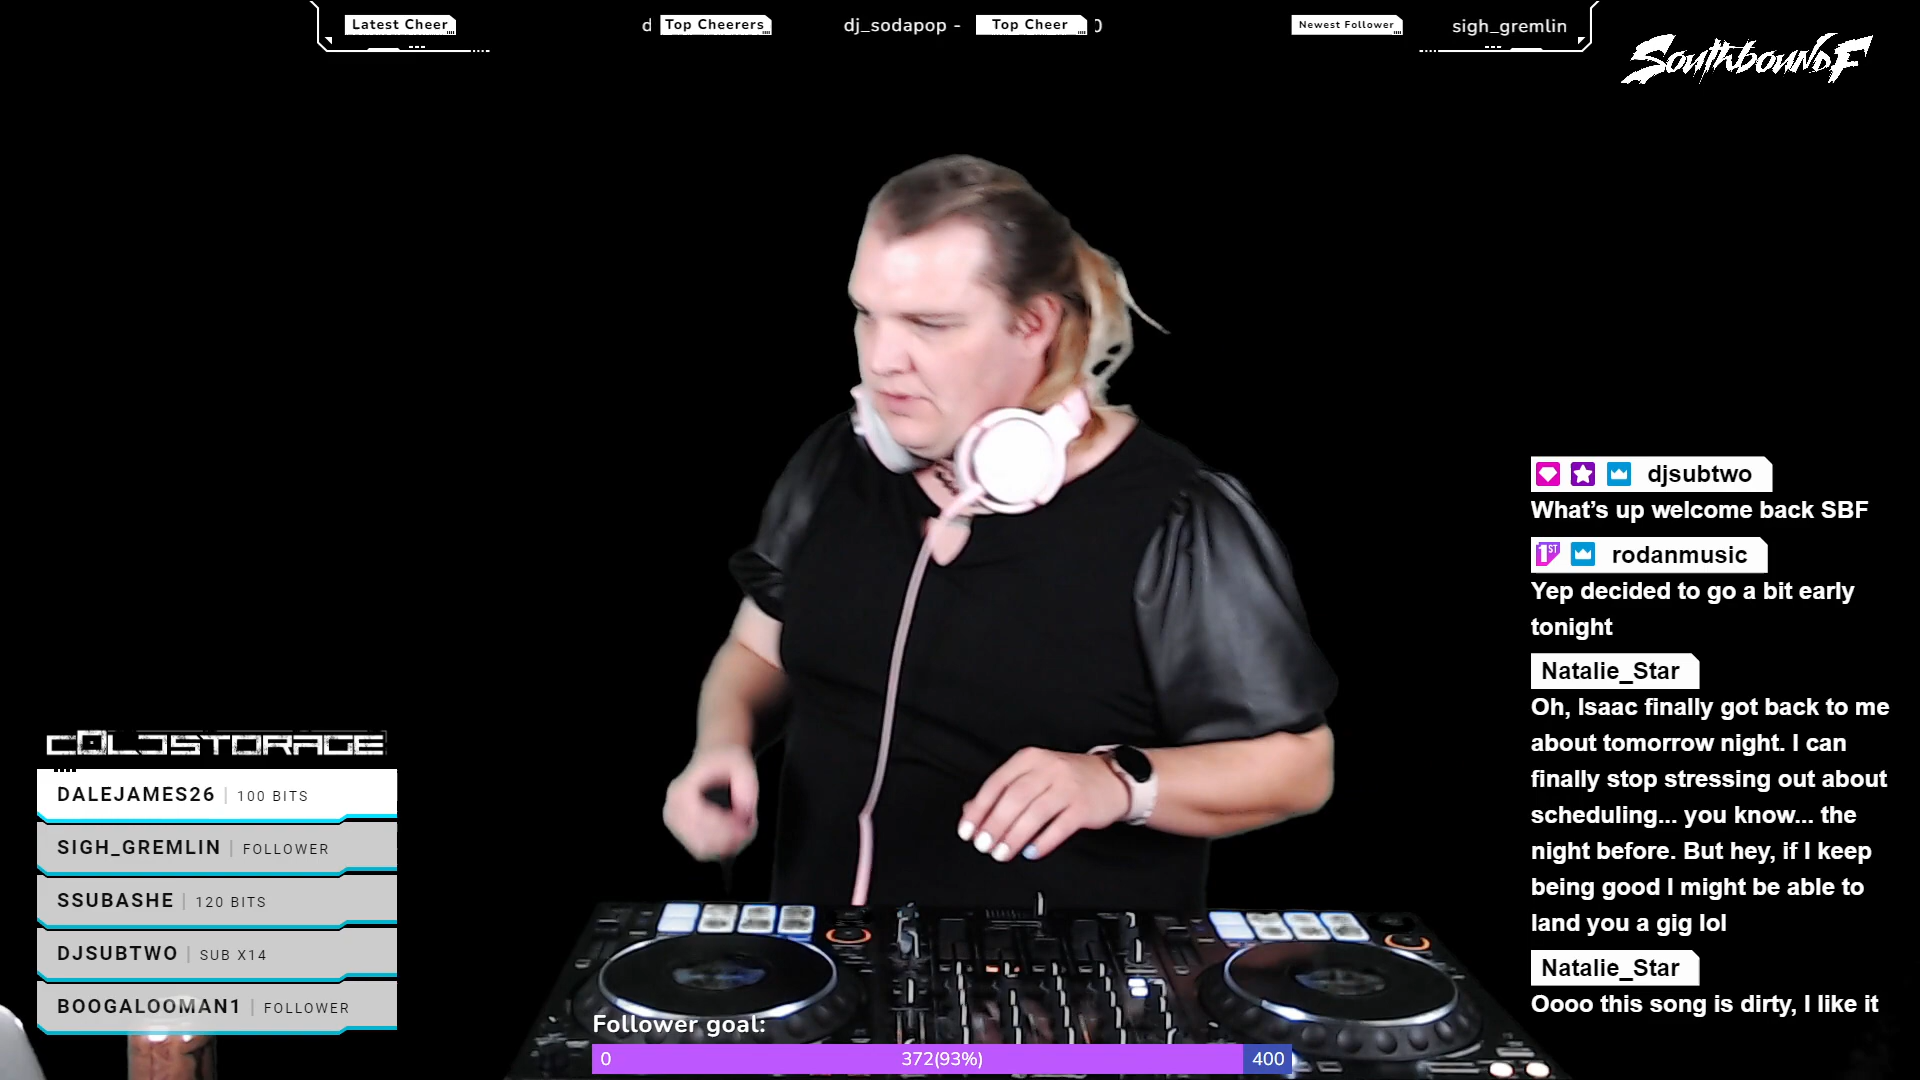 Latest Cheer
d
Top Cheerers
dj_sodapop -
Top Cheer
Newest Follower
sigh_gremlin
SouthbounDF
djsubtwo
What's up welcome back SBF
1ST
rodanmusic
Yep decided to go a bit early
tonight
Natalie_Star
Oh, Isaac finally got back to me
about tomorrow night. I can
finally stop stressing out about
scheduling... you know... the
night before. But hey, if I keep
being good I might be able to
land you a gig lol
Natalie_Star
Oooo this song is dirty, I like it
COLDSTORAGE
DALEJAMES26 | 100 BITS
SIGH_GREMLIN | FOLLOWER
SSUBASHE | 120 BITS
DJSUBTWO | SUB X14
BOOGALOOMAN1 | FOLLOWER
Follower goal:
0
372(93%)
400